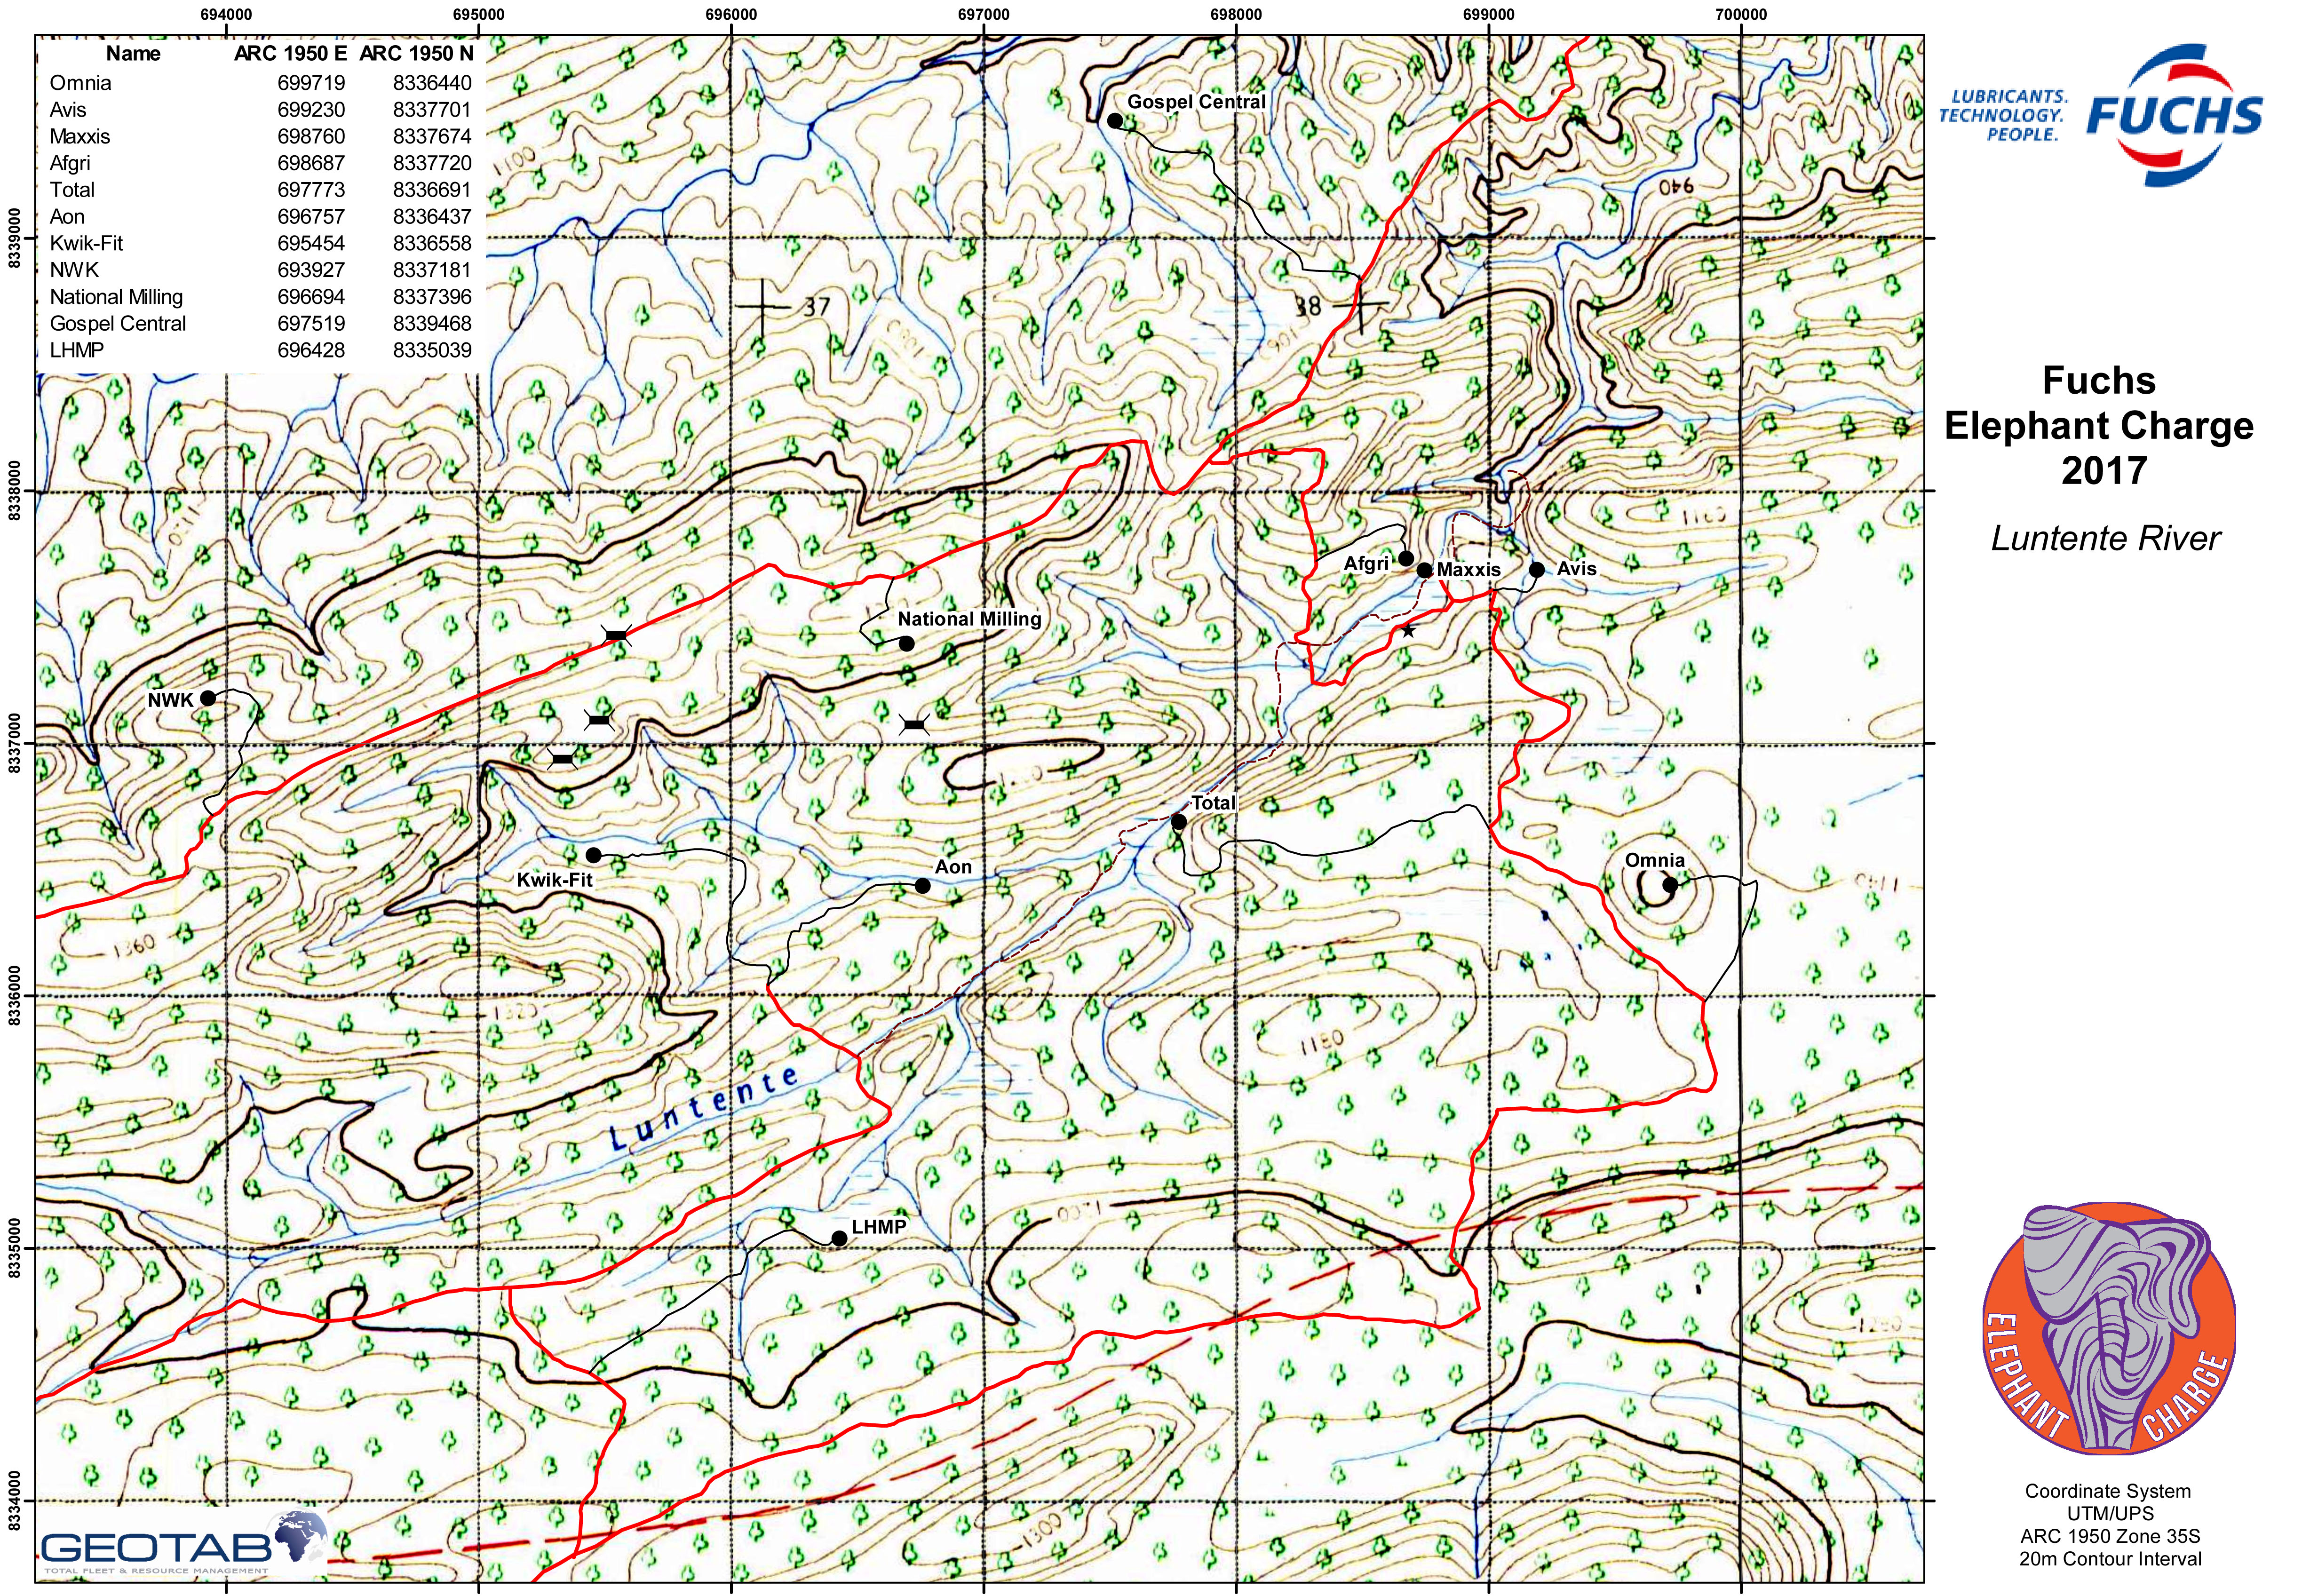 694000 695000 696000 697000 698000 699000 700000
Name ARC 1950 E ARC 1950 N
Omnia 699719 8336440
Avis 699230 8337701
Maxxis 698760 8337674
Afgri 698687 8337720
Total 697773 8336691
Aon 696757 8336437
Kwik-Fit 695454 8336558
NWK 693927 8337181
National Milling 696694 8337396
Gospel Central 697519 8339468
LHMP 696428 8335039
LUBRICANTS.
TECHNOLOGY.
PEOPLE.
FUCHS
Fuchs
Elephant Charge
2017
Luntente River
8339000
8338000
8337000
8336000
8335000
8334000
Gospel Central
1100
940
37
38
1080
1060
1120
1160
Afgri
Maxxis
Avis
National Milling
NWK
Total
Omnia
Aon
Kwik-Fit
1360
1320
1140
1180
Luntente
LHMP
1200
1300
GEOTAB
TOTAL FLEET & RESOURCE MANAGEMENT
ELEPHANT
CHARGE
Coordinate System
UTM/UPS
ARC 1950 Zone 35S
20m Contour Interval